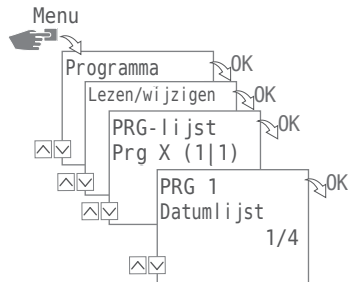 Menu
Programma
OK
Lezen/wijzigen
OK
PRG-lijst
OK
Prg X (1|1)
PRG 1
OK
Datumlijst
1/4